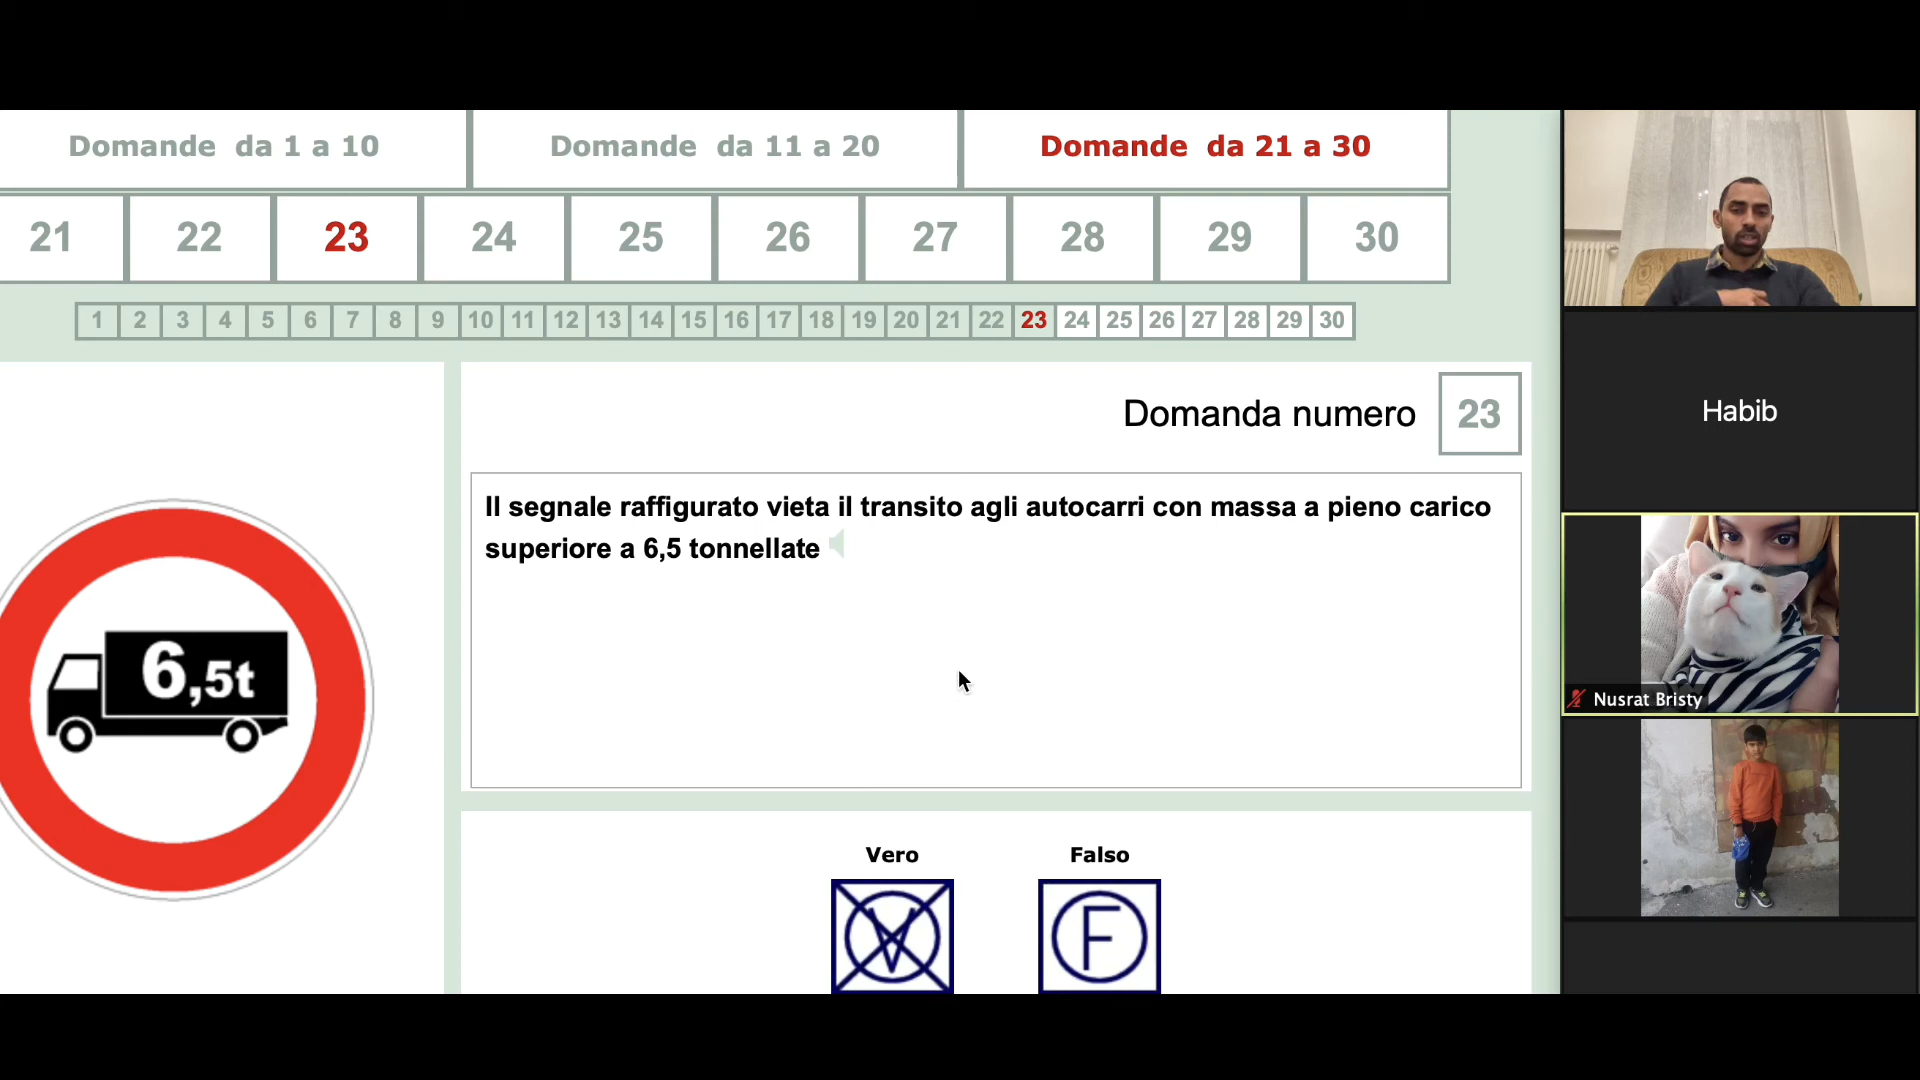 Domande da 1 a 10
Domande da 11 a 20
Domande da 21 a 30
21 22 23 24 25 26 27 28 29 30
1 2 3 4 5 6 7 8 9 10 11 12 13 14 15 16 17 18 19 20 21 22 23 24 25 26 27 28 29 30
Domanda numero 23
Il segnale raffigurato vieta il transito agli autocarri con massa a pieno carico
superiore a 6,5 tonnellate
6,5t
Vero
Falso
V
F
Habib
Nusrat Bristy